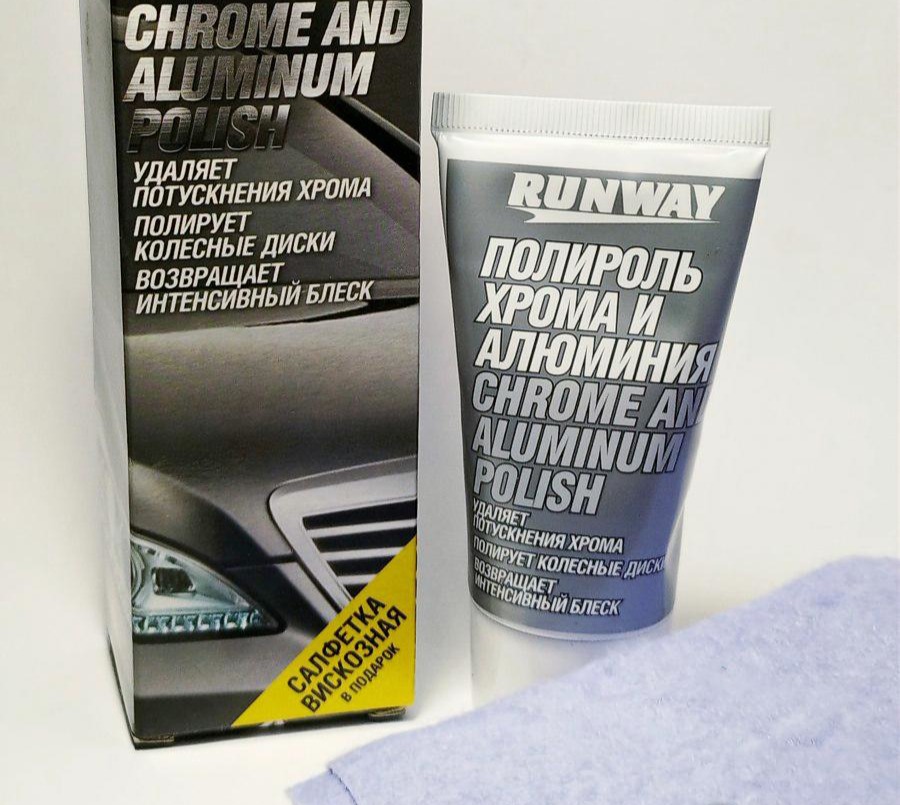 CHROME AND
ALUMINUM
POLISH
УДАЛЯЕТ
ПОТУСКНЕНИЯ ХРОМА
ПОЛИРУЕТ
КОЛЕСНЫЕ ДИСКИ
ВОЗВРАЩАЕТ
ИНТЕНСИВНЫЙ БЛЕСК
САЛФЕТКА
ВИСКОЗНАЯ
В ПОДАРОК
RUNWAY
ПОЛИРОЛЬ
ХРОМА И
АЛЮМИНИЯ
CHROME AN
ALUMINUM
POLISH
УДАЛЯЕТ
ПОТУСКНЕНИЯ ХРОМА
ПОЛИРУЕТ КОЛЕСНЫЕ ДИСКИ
ВОЗВРАЩАЕТ
ИНТЕНСИВНЫЙ БЛЕСК